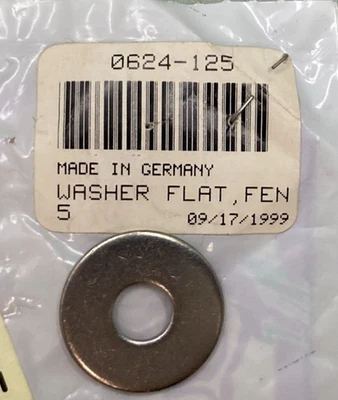 0624-125
MADE IN GERMANY
WASHER FLAT,FEN
5
09/17/1999